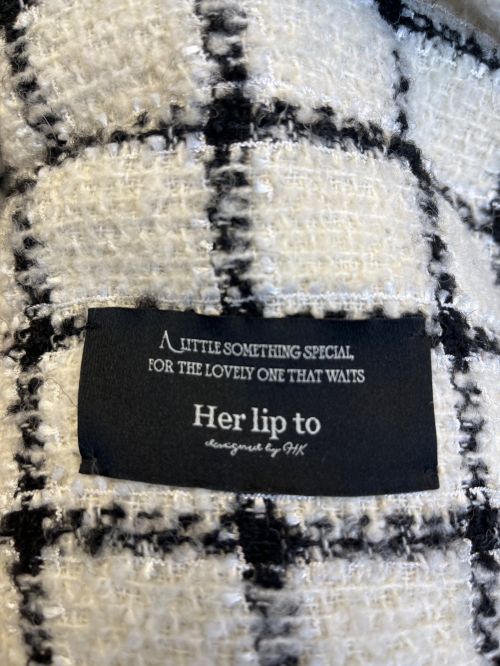 A LITTLE SOMETHING SPECIAL,
FOR THE LOVELY ONE THAT WAITS
Her lip to
designed by HK